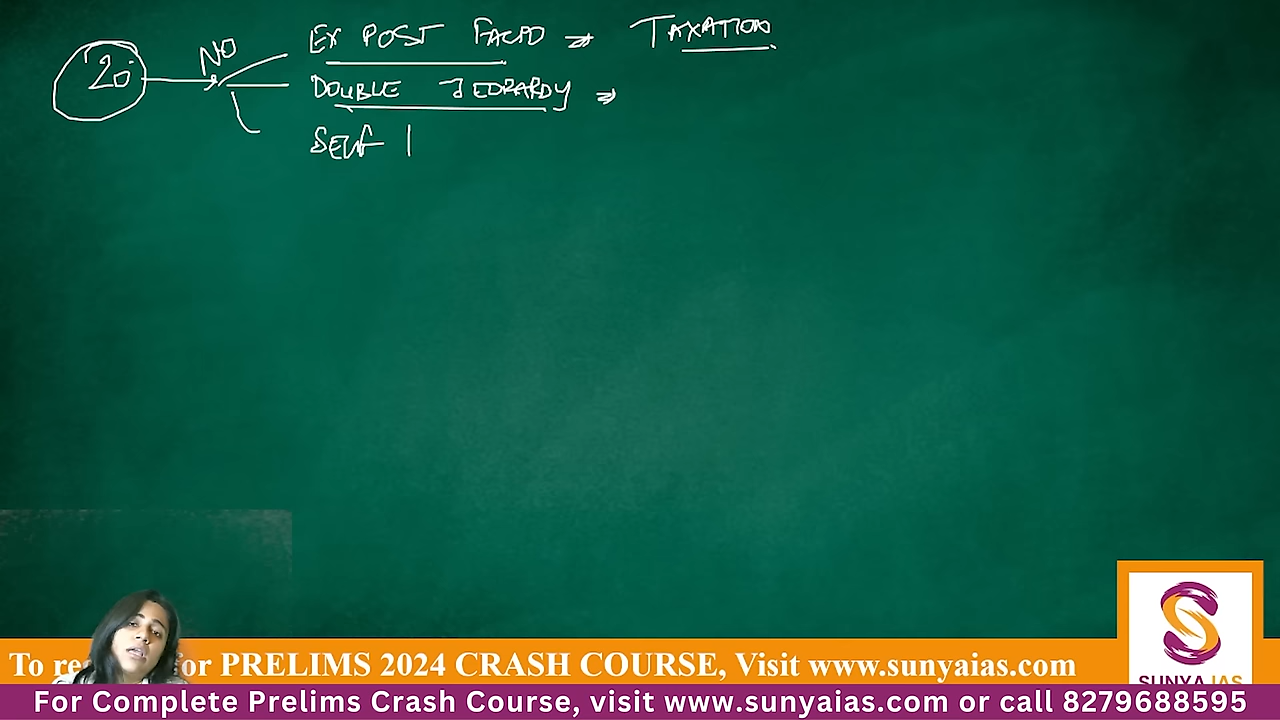 20
NO
EX POST FACTO ⇒ TAXATION
DOUBLE JEOPARDY ⇒
SELF I
To re for PRELIMS 2024 CRASH COURSE, Visit www.sunyaias.com
SUNYA IAS
For Complete Prelims Crash Course, visit www.sunyaias.com or call 8279688595